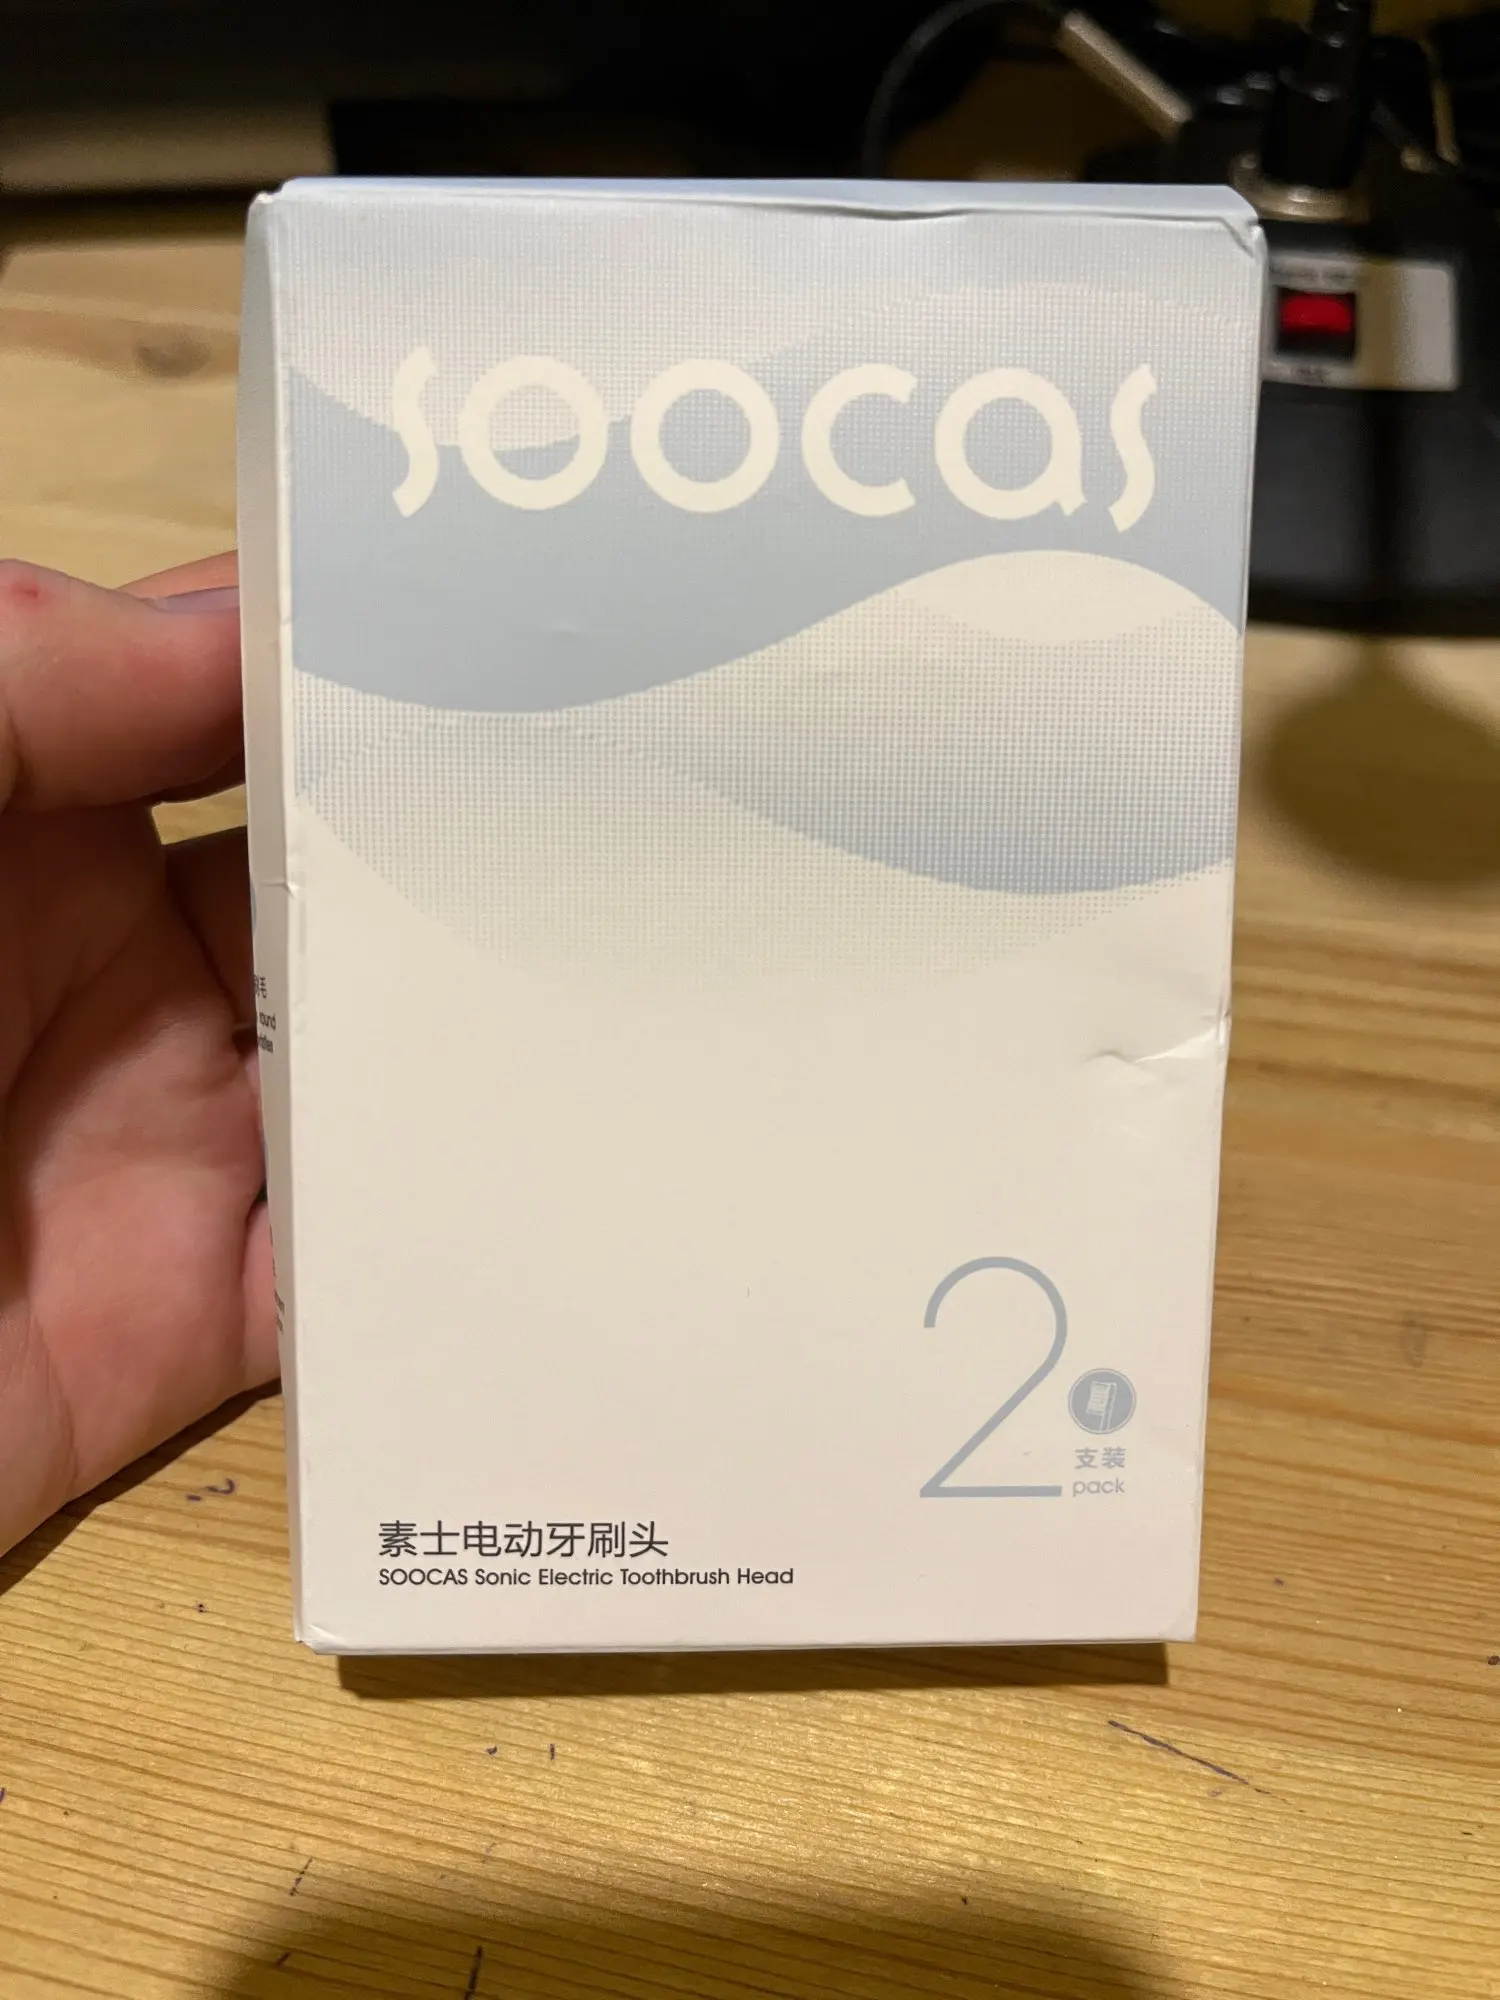 soocas
2
支装
pack
素士电动牙刷头
SOOCAS Sonic Electric Toothbrush Head